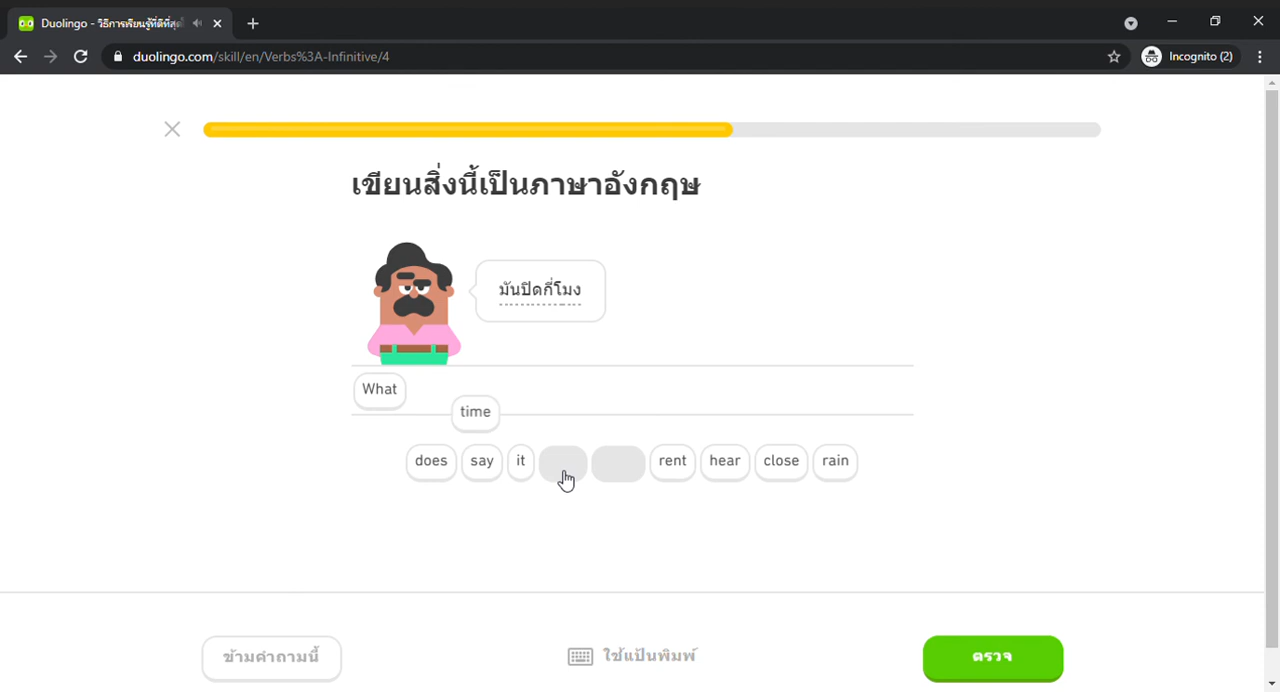 Duolingo - วิธีการเรียนรู้ที่ดีที่สุดใ
duolingo.com/skill/en/Verbs%3A-Infinitive/4
Incognito (2)
เขียนสิ่งนี้เป็นภาษาอังกฤษ
มันปิดกี่โมง
What
time
does say it rent hear close rain
ข้ามคำถามนี้ ใช้แป้นพิมพ์ ตรวจ